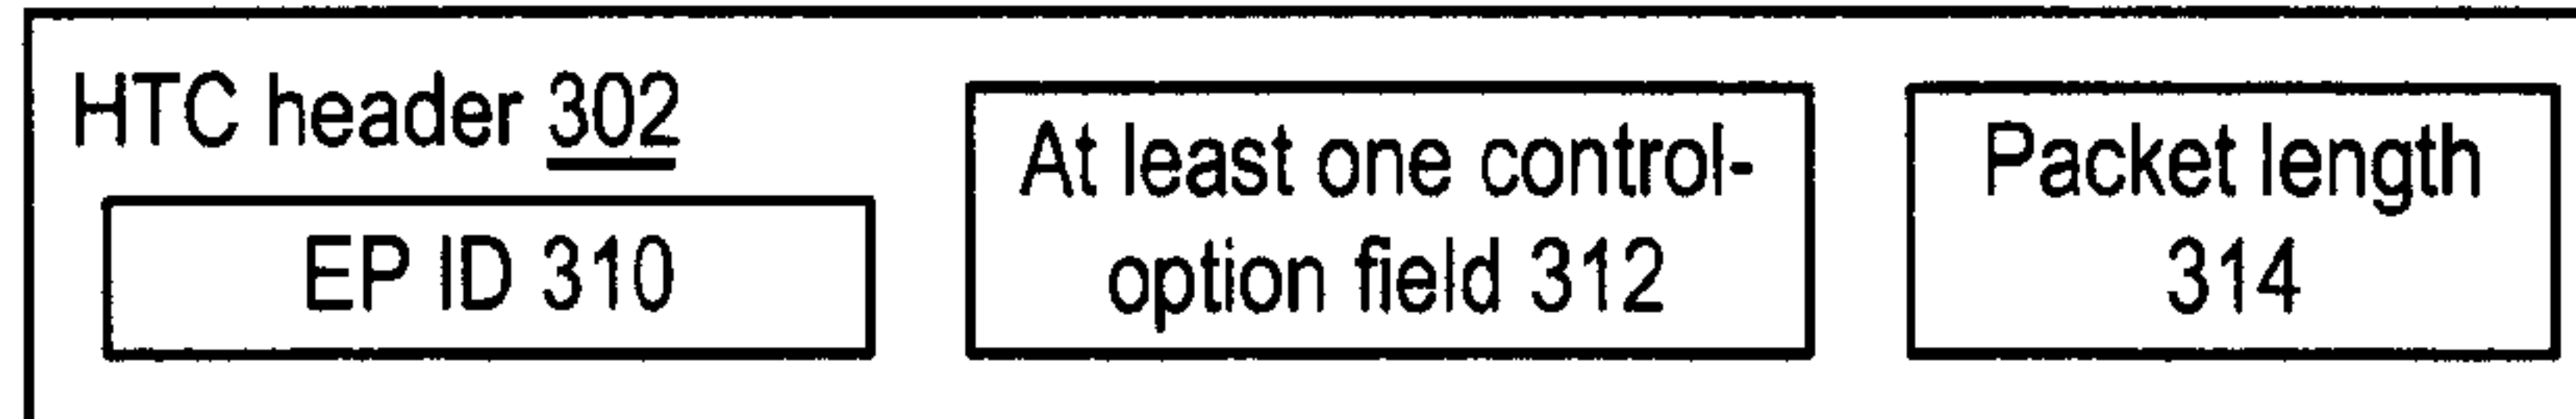 HTC header 302
EP ID 310
At least one control-
option field 312
Packet length
314